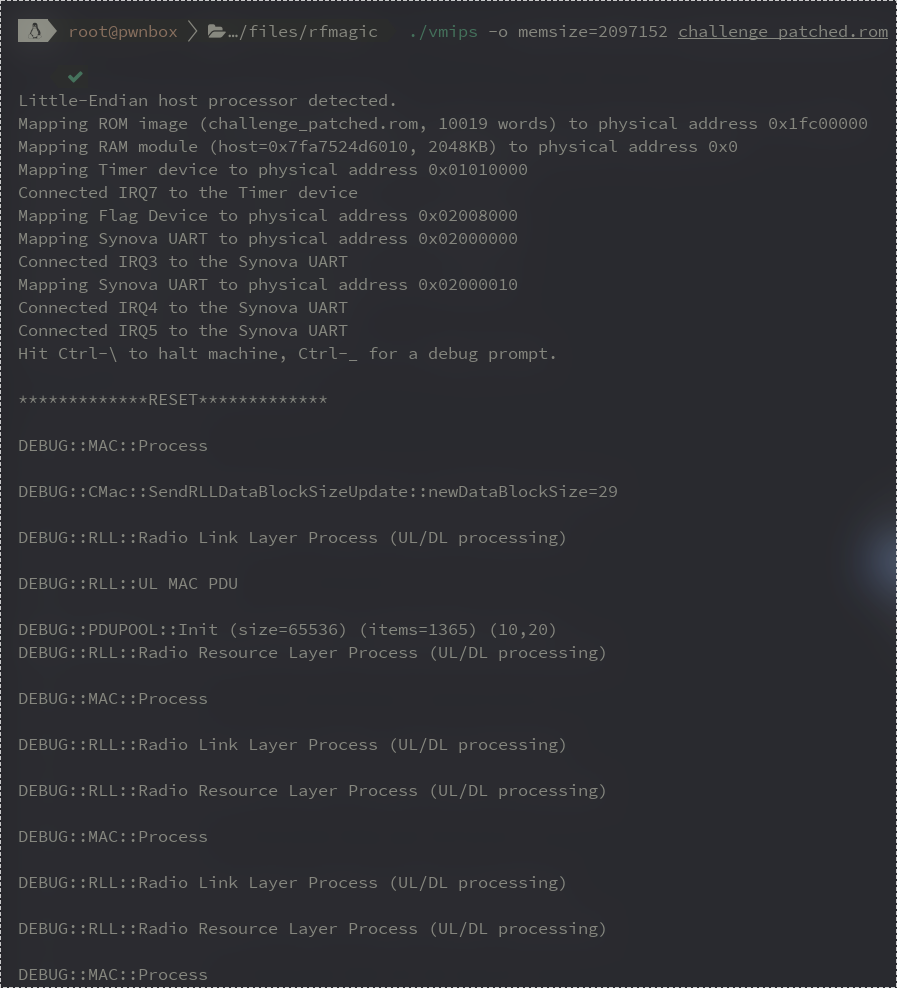 root@pwnbox …/files/rfmagic ./vmips -o memsize=2097152 challenge_patched.rom
Little-Endian host processor detected.
Mapping ROM image (challenge_patched.rom, 10019 words) to physical address 0x1fc00000
Mapping RAM module (host=0x7fa7524d6010, 2048KB) to physical address 0x0
Mapping Timer device to physical address 0x01010000
Connected IRQ7 to the Timer device
Mapping Flag Device to physical address 0x02008000
Mapping Synova UART to physical address 0x02000000
Connected IRQ3 to the Synova UART
Mapping Synova UART to physical address 0x02000010
Connected IRQ4 to the Synova UART
Connected IRQ5 to the Synova UART
Hit Ctrl-\ to halt machine, Ctrl-_ for a debug prompt.
*************RESET*************
DEBUG::MAC::Process
DEBUG::CMac::SendRLLDataBlockSizeUpdate::newDataBlockSize=29
DEBUG::RLL::Radio Link Layer Process (UL/DL processing)
DEBUG::RLL::UL MAC PDU
DEBUG::PDUPOOL::Init (size=65536) (items=1365) (10,20)
DEBUG::RLL::Radio Resource Layer Process (UL/DL processing)
DEBUG::MAC::Process
DEBUG::RLL::Radio Link Layer Process (UL/DL processing)
DEBUG::RLL::Radio Resource Layer Process (UL/DL processing)
DEBUG::MAC::Process
DEBUG::RLL::Radio Link Layer Process (UL/DL processing)
DEBUG::RLL::Radio Resource Layer Process (UL/DL processing)
DEBUG::MAC::Process